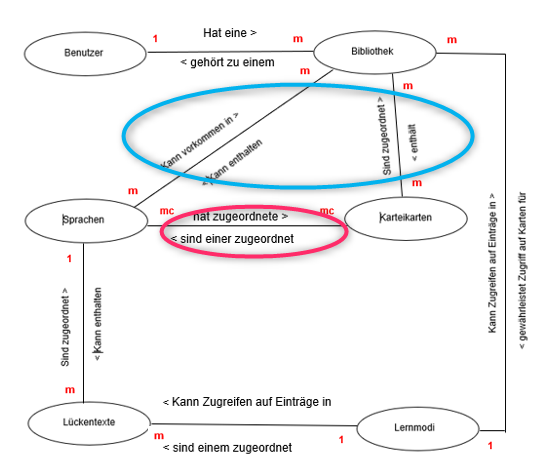 Hat eine >
1
m
m
Benutzer
Bibliothek
< gehört zu einem
m
m
Kann vorkommen in >
< Kann enthalten
Sind zugeordnet >
< enthält
m
m
mc
hat zugeordnete >
mc
Sprachen
Karteikarten
< sind einer zugeordnet
1
Kann Zugreifen auf Einträge in >
< gewährleistet Zugriff auf Karten für
Sind zugeordnet >
< Kann enthalten
m
< Kann Zugreifen auf Einträge in
Lückentexte
Lernmodi
m
1
1
< sind einem zugeordnet